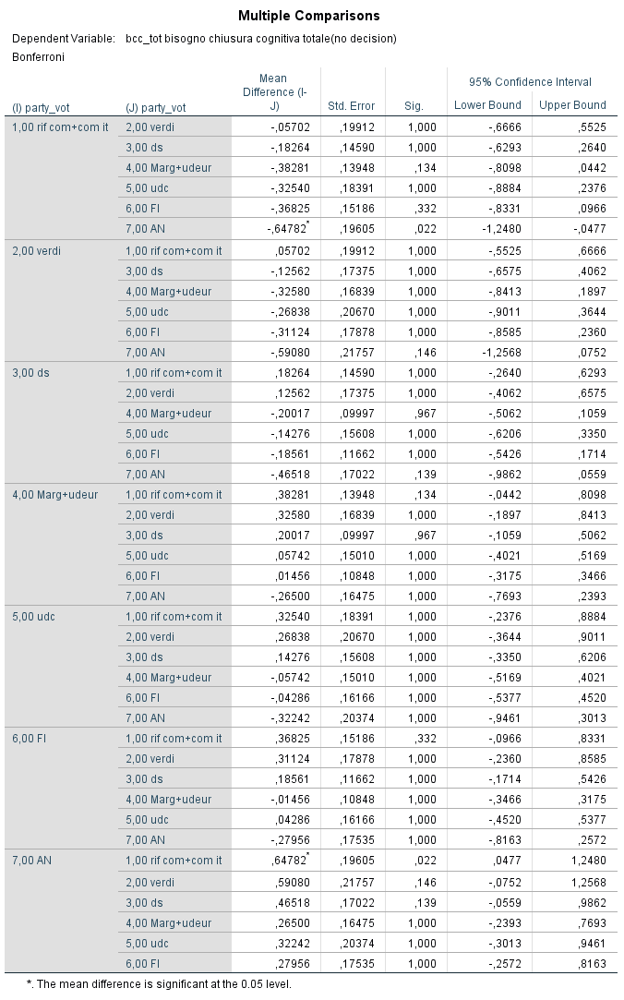 Multiple Comparisons
Dependent Variable: bcc_tot bisogno chiusura cognitiva totale(no decision)
Bonferroni
Mean Difference (I-J) 95% Confidence Interval
(I) party_vot (J) party_vot Std. Error Sig. Lower Bound Upper Bound
1,00 rif com+com it 2,00 verdi -,05702 ,19912 1,000 -,6666 ,5525
3,00 ds -,18264 ,14590 1,000 -,6293 ,2640
4,00 Marg+udeur -,38281 ,13948 ,134 -,8098 ,0442
5,00 udc -,32540 ,18391 1,000 -,8884 ,2376
6,00 FI -,36825 ,15186 ,332 -,8331 ,0966
7,00 AN -,64782* ,19605 ,022 -1,2480 -,0477
2,00 verdi 1,00 rif com+com it ,05702 ,19912 1,000 -,5525 ,6666
3,00 ds -,12562 ,17375 1,000 -,6575 ,4062
4,00 Marg+udeur -,32580 ,16839 1,000 -,8413 ,1897
5,00 udc -,26838 ,20670 1,000 -,9011 ,3644
6,00 FI -,31124 ,17878 1,000 -,8585 ,2360
7,00 AN -,59080 ,21757 ,146 -1,2568 ,0752
3,00 ds 1,00 rif com+com it ,18264 ,14590 1,000 -,2640 ,6293
2,00 verdi ,12562 ,17375 1,000 -,4062 ,6575
4,00 Marg+udeur -,20017 ,09997 ,967 -,5062 ,1059
5,00 udc -,14276 ,15608 1,000 -,6206 ,3350
6,00 FI -,18561 ,11662 1,000 -,5426 ,1714
7,00 AN -,46518 ,17022 ,139 -,9862 ,0559
4,00 Marg+udeur 1,00 rif com+com it ,38281 ,13948 ,134 -,0442 ,8098
2,00 verdi ,32580 ,16839 1,000 -,1897 ,8413
3,00 ds ,20017 ,09997 ,967 -,1059 ,5062
5,00 udc ,05742 ,15010 1,000 -,4021 ,5169
6,00 FI ,01456 ,10848 1,000 -,3175 ,3466
7,00 AN -,26500 ,16475 1,000 -,7693 ,2393
5,00 udc 1,00 rif com+com it ,32540 ,18391 1,000 -,2376 ,8884
2,00 verdi ,26838 ,20670 1,000 -,3644 ,9011
3,00 ds ,14276 ,15608 1,000 -,3350 ,6206
4,00 Marg+udeur -,05742 ,15010 1,000 -,5169 ,4021
6,00 FI -,04286 ,16166 1,000 -,5377 ,4520
7,00 AN -,32242 ,20374 1,000 -,9461 ,3013
6,00 FI 1,00 rif com+com it ,36825 ,15186 ,332 -,0966 ,8331
2,00 verdi ,31124 ,17878 1,000 -,2360 ,8585
3,00 ds ,18561 ,11662 1,000 -,1714 ,5426
4,00 Marg+udeur -,01456 ,10848 1,000 -,3466 ,3175
5,00 udc ,04286 ,16166 1,000 -,4520 ,5377
7,00 AN -,27956 ,17535 1,000 -,8163 ,2572
7,00 AN 1,00 rif com+com it ,64782* ,19605 ,022 ,0477 1,2480
2,00 verdi ,59080 ,21757 ,146 -,0752 1,2568
3,00 ds ,46518 ,17022 ,139 -,0559 ,9862
4,00 Marg+udeur ,26500 ,16475 1,000 -,2393 ,7693
5,00 udc ,32242 ,20374 1,000 -,3013 ,9461
6,00 FI ,27956 ,17535 1,000 -,2572 ,8163
*. The mean difference is significant at the 0.05 level.